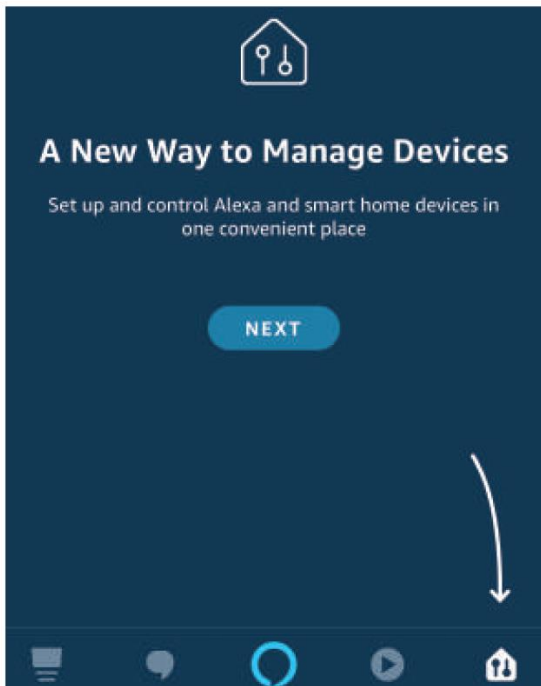 A New Way to Manage Devices
Set up and control Alexa and smart home devices in
one convenient place
NEXT